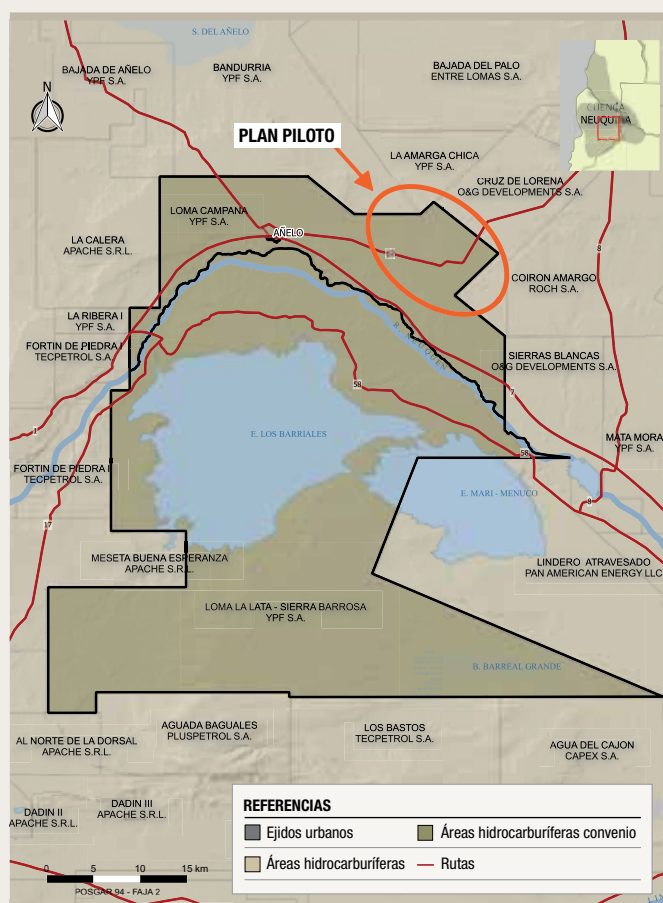 S. DEL AÑELO
BAJADA DE AÑELO
YPF S.A.
BANDURRIA
YPF S.A.
BAJADA DEL PALO
ENTRE LOMAS S.A.
N
CUENCA
NEUQUINA
PLAN PILOTO
LA AMARGA CHICA
YPF S.A.
CRUZ DE LORENA
O&G DEVELOPMENTS S.A.
LOMA CAMPANA
YPF S.A.
AÑELO
LA CALERA
APACHE S.R.L.
8
COIRON AMARGO
ROCH S.A.
LA RIBERA I
YPF S.A.
FORTIN DE PIEDRA I
TECPETROL S.A.
R. NEUQUEN
SIERRAS BLANCAS
O&G DEVELOPMENTS S.A.
58
7
1
E. LOS BARRIALES
MATA MORA
YPF S.A.
58
FORTIN DE PIEDRA II
TECPETROL S.A.
E. MARI - MENUCO
8
17
MESETA BUENA ESPERANZA
APACHE S.R.L.
LINDERO ATRAVESADO
PAN AMERICAN ENERGY LLC
LOMA LA LATA - SIERRA BARROSA
YPF S.A.
B. BARREAL GRANDE
AL NORTE DE LA DORSAL
APACHE S.R.L.
AGUADA BAGUALES
PLUSPETROL S.A.
LOS BASTOS
TECPETROL S.A.
AGUA DEL CAJON
CAPEX S.A.
DADIN II
APACHE S.R.L.
DADIN III
APACHE S.R.L.
REFERENCIAS
Ejidos urbanos
Áreas hidrocarburíferas convenio
Áreas hidrocarburíferas
Rutas
0 5 10 15 km
POSGAR 94 - FAJA 2